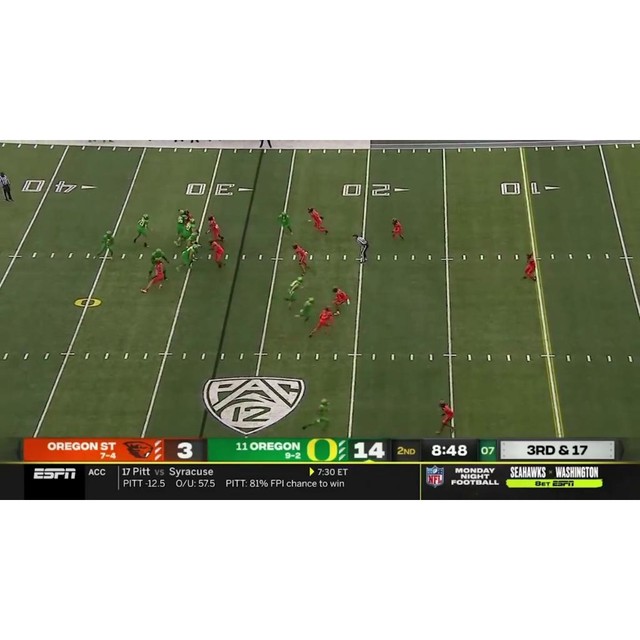 40 30 20 10
PAC
12
OREGON ST
7-4
3
11 OREGON
9-2
14
2ND
8:48
07
3RD & 17
ESPN
ACC
17 Pitt vs Syracuse
7:30 ET
PITT -12.5 O/U: 57.5 PITT: 81% FPI chance to win
NFL
MONDAY
NIGHT
FOOTBALL
SEAHAWKS - WASHINGTON
BET ESPN